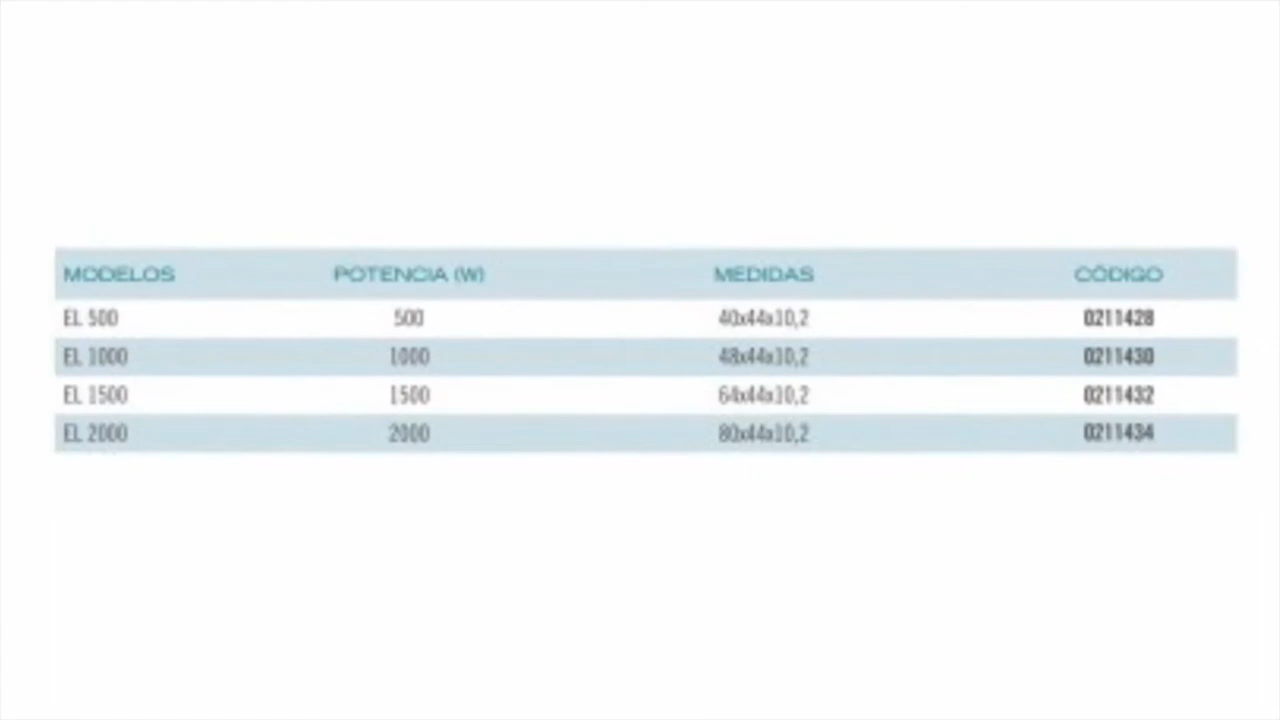 MODELOS POTENCIA (W) MEDIDAS CÓDIGO
EL 500 500 40x44x10,2 0211428
EL 1000 1000 48x44x10,2 0211430
EL 1500 1500 64x44x10,2 0211432
EL 2000 2000 80x44x10,2 0211434